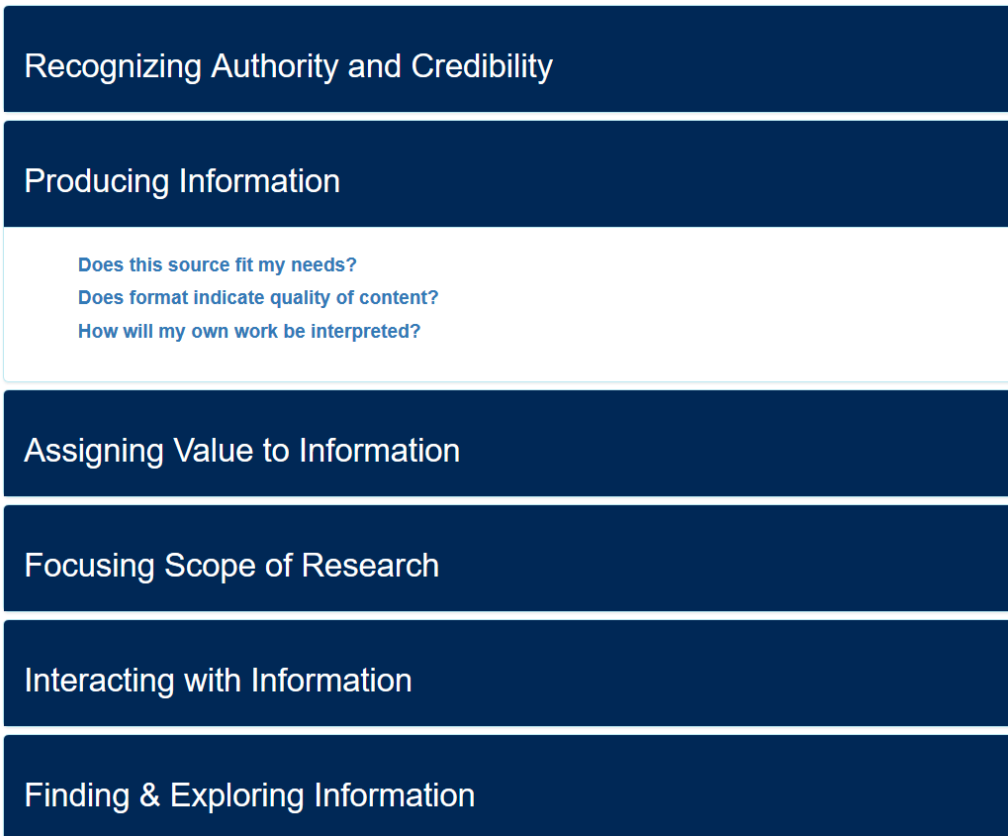 Recognizing Authority and Credibility
Producing Information
Does this source fit my needs?
Does format indicate quality of content?
How will my own work be interpreted?
Assigning Value to Information
Focusing Scope of Research
Interacting with Information
Finding & Exploring Information